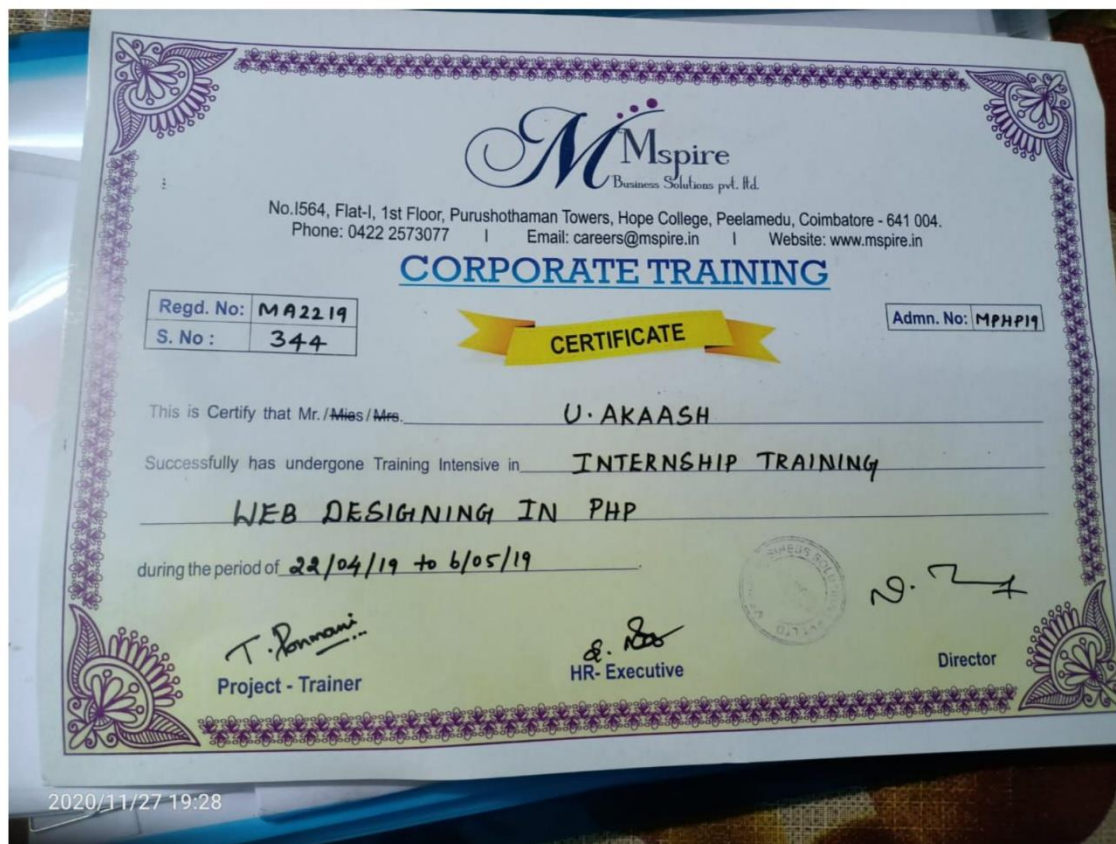 Mspire
Business Solutions pvt. ltd.
No.I564, Flat-I, 1st Floor, Purushothaman Towers, Hope College, Peelamedu, Coimbatore - 641 004.
Phone: 0422 2573077 | Email: careers@mspire.in | Website: www.mspire.in
CORPORATE TRAINING
Regd. No: MA2219
S. No : 344
Admn. No: MPHP19
CERTIFICATE
This is Certify that Mr./Mies/Mrs. U. AKAASH
Successfully has undergone Training Intensive in INTERNSHIP TRAINING
WEB DESIGNING IN PHP
during the period of 22/04/19 to 6/05/19
Project - Trainer
HR- Executive
Director
2020/11/27 19:28